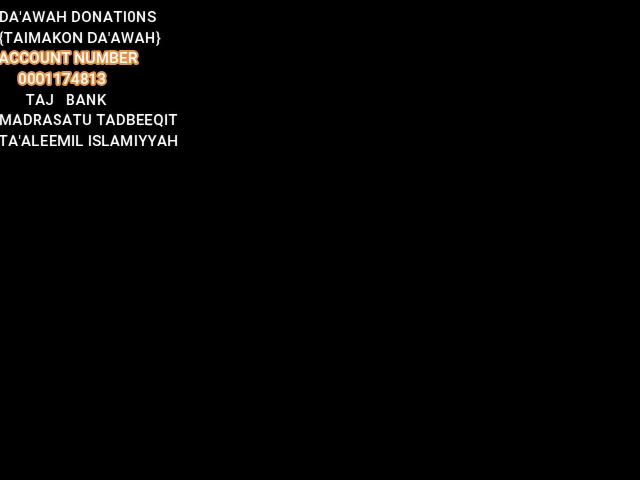 DA'AWAH DONATI0NS
{TAIMAKON DA'AWAH}
ACCOUNT NUMBER
0001174813
TAJ BANK
MADRASATU TADBEEQIT
TA'ALEEMIL ISLAMIYYAH